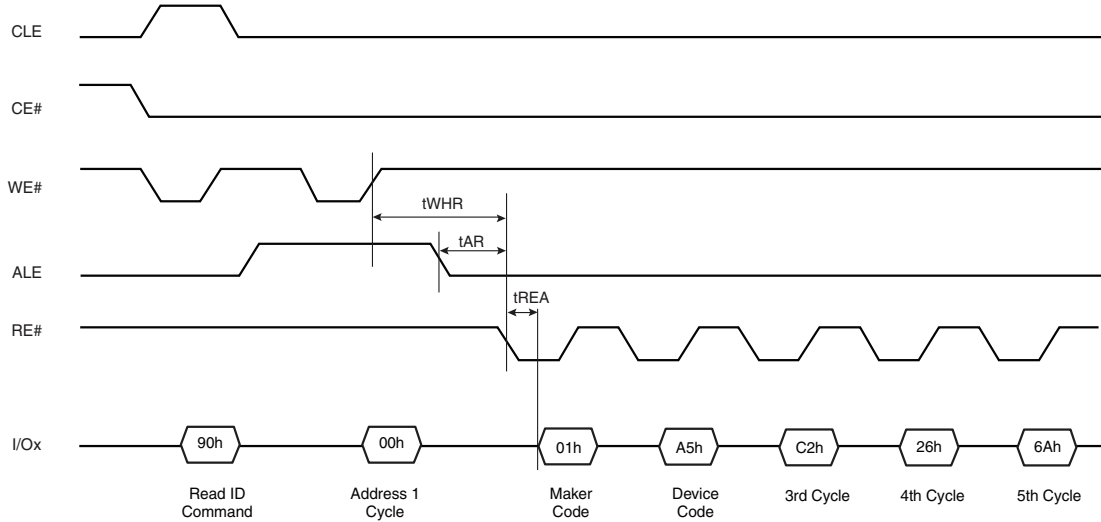 CLE
CE#
WE#
tWHR
tAR
ALE
tREA
RE#
I/Ox
90h
00h
01h
A5h
C2h
26h
6Ah
Read ID
Command
Address 1
Cycle
Maker
Code
Device
Code
3rd Cycle
4th Cycle
5th Cycle